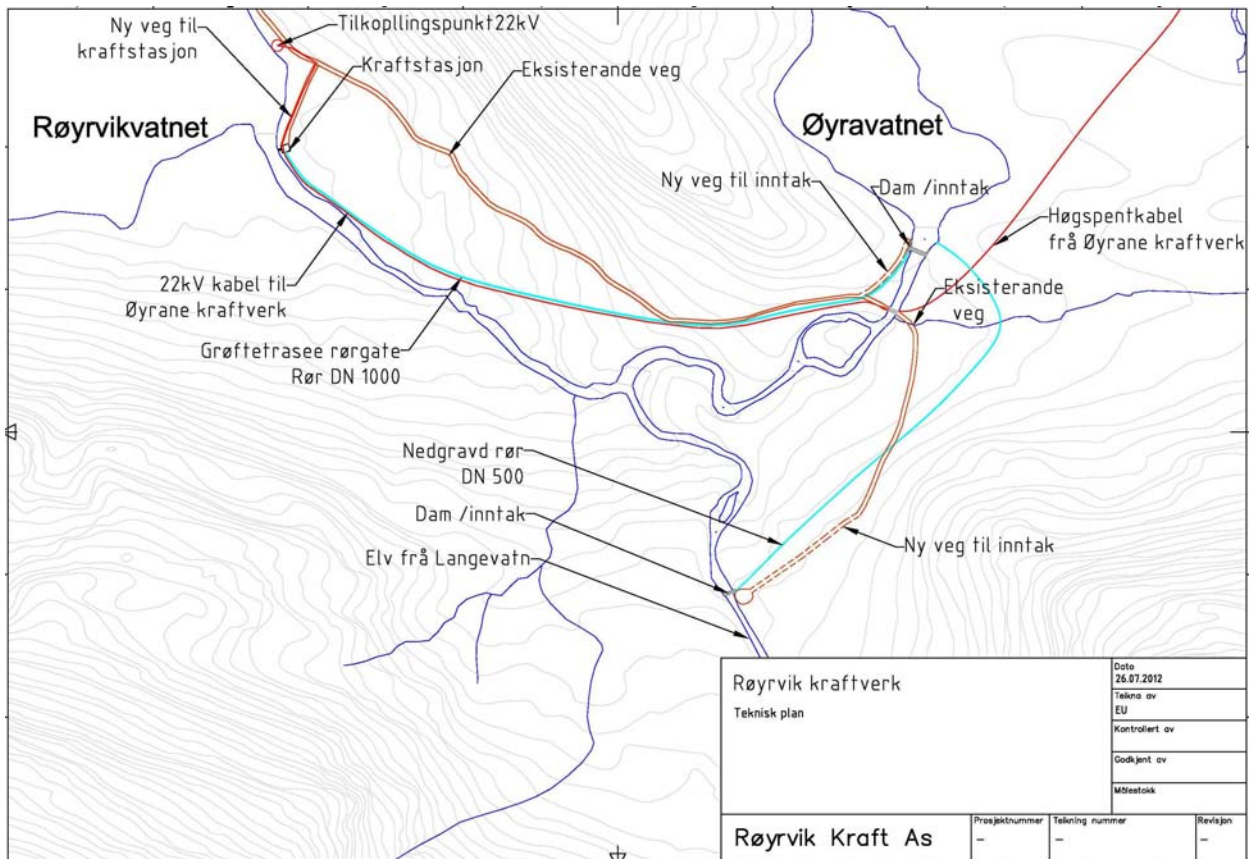 Ny veg til
kraftstasjon
Tilkopllingspunkt22kV
Kraftstasjon
Eksisterande veg
Røyrvikvatnet
Øyravatnet
Ny veg til inntak
Dam /inntak
Høgspentkabel
frå Øyrane kraftverk
22kV kabel til
Øyrane kraftverk
Eksisterande
veg
Grøftetrasee rørgate
Rør DN 1000
Nedgravd rør
DN 500
Dam /inntak
Elv frå Langevatn
Ny veg til inntak
Røyrvik kraftverk
Teknisk plan
Dato
26.07.2012
Teikna av
EU
Kontrollert av
Godkjent av
Målestokk
Røyrvik Kraft As
Prosjektnummer
–
Teikning nummer
–
Revisjon
–